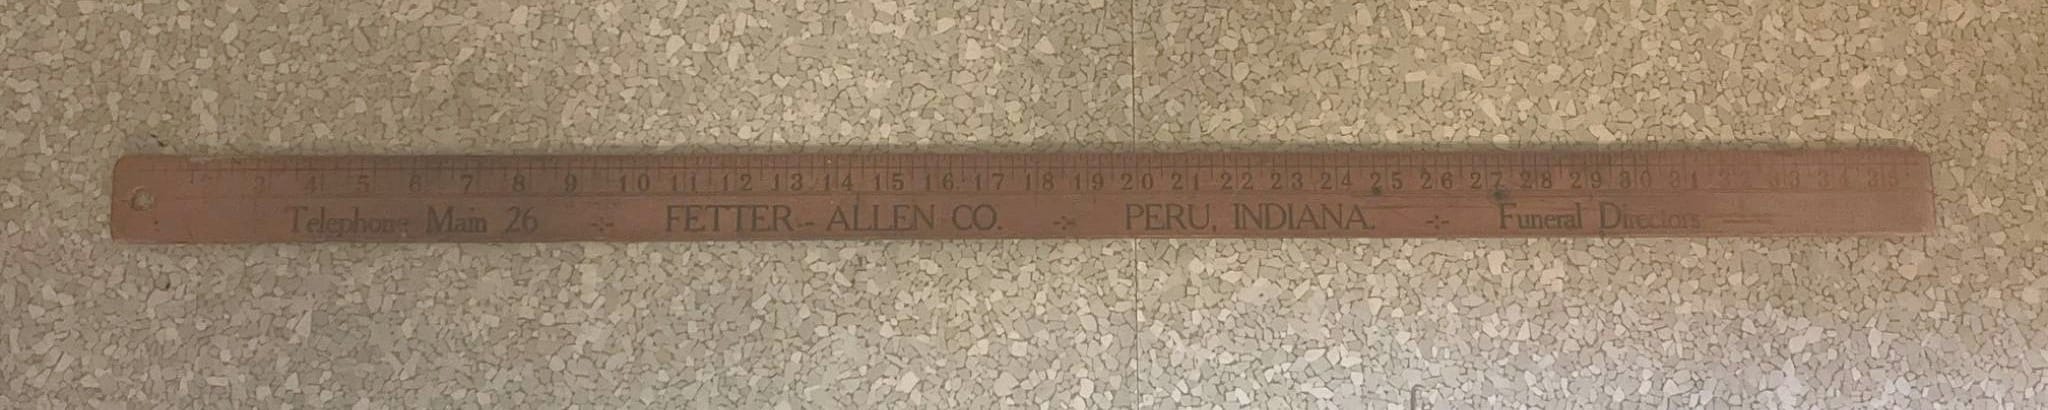 3 4 5 6 7 8 9 10 11 12 13 14 15 16 17 18 19 20 21 22 23 24 25 26 27 28 29 30 31 32 33 34 35
Telephone Main 26 -:- FETTER-ALLEN CO. -:- PERU, INDIANA. -:- Funeral Directors